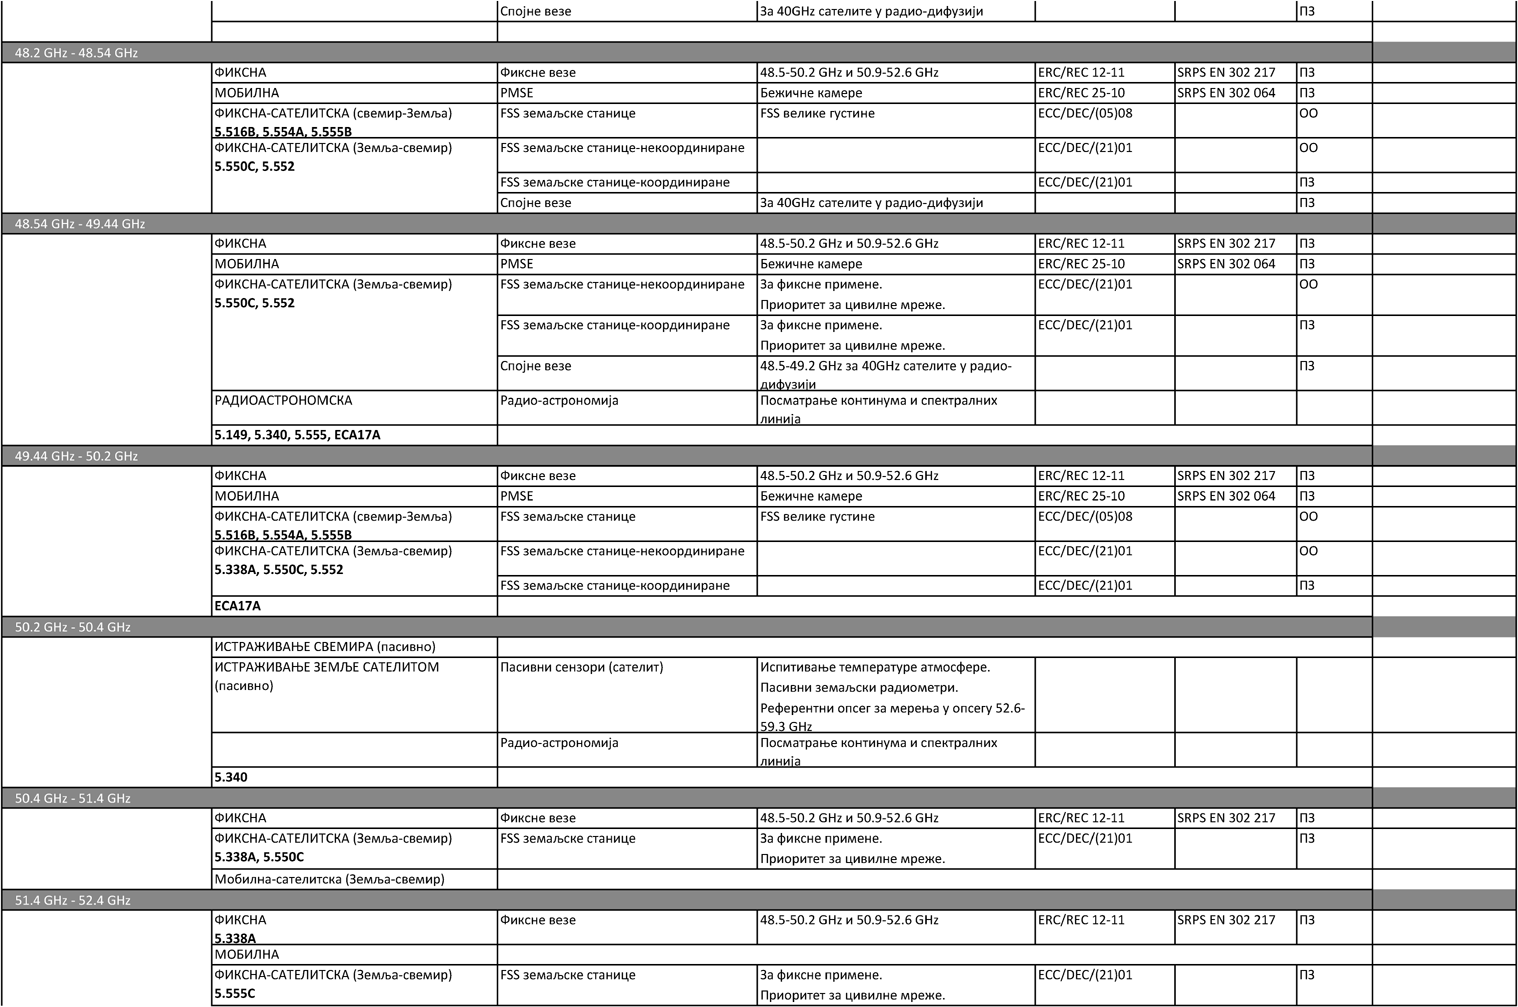 Спојне везе За 40GHz сателите у радио-дифузији ПЗ
48.2 GHz - 48.54 GHz
ФИКСНА Фиксне везе 48.5-50.2 GHz и 50.9-52.6 GHz ERC/REC 12-11 SRPS EN 302 217 ПЗ
МОБИЛНА PMSE Бежичне камере ERC/REC 25-10 SRPS EN 302 064 ПЗ
ФИКСНА-САТЕЛИТСКА (свемир-Земља) FSS земаљске станице FSS велике густине ECC/DEC/(05)08 ОО
5.516B, 5.554A, 5.555B
ФИКСНА-САТЕЛИТСКА (Земља-свемир) FSS земаљске станице-некоординиране ECC/DEC/(21)01 ОО
5.550C, 5.552
FSS земаљске станице-координиране ECC/DEC/(21)01 ПЗ
Спојне везе За 40GHz сателите у радио-дифузији ПЗ
48.54 GHz - 49.44 GHz
ФИКСНА Фиксне везе 48.5-50.2 GHz и 50.9-52.6 GHz ERC/REC 12-11 SRPS EN 302 217 ПЗ
МОБИЛНА PMSE Бежичне камере ERC/REC 25-10 SRPS EN 302 064 ПЗ
ФИКСНА-САТЕЛИТСКА (Земља-свемир) FSS земаљске станице-некоординиране За фиксне примене. ECC/DEC/(21)01 ОО
5.550C, 5.552 Приоритет за цивилне мреже.
FSS земаљске станице-координиране За фиксне примене. ECC/DEC/(21)01 ПЗ
Приоритет за цивилне мреже.
Спојне везе 48.5-49.2 GHz за 40GHz сателите у радио- ПЗ
дифузији
РАДИОАСТРОНОМСКА Радио-астрономија Посматрање континума и спектралних
линија
5.149, 5.340, 5.555, ECA17A
49.44 GHz - 50.2 GHz
ФИКСНА Фиксне везе 48.5-50.2 GHz и 50.9-52.6 GHz ERC/REC 12-11 SRPS EN 302 217 ПЗ
МОБИЛНА PMSE Бежичне камере ERC/REC 25-10 SRPS EN 302 064 ПЗ
ФИКСНА-САТЕЛИТСКА (свемир-Земља) FSS земаљске станице FSS велике густине ECC/DEC/(05)08 ОО
5.516B, 5.554A, 5.555B
ФИКСНА-САТЕЛИТСКА (Земља-свемир) FSS земаљске станице-некоординиране ECC/DEC/(21)01 ОО
5.338A, 5.550C, 5.552
FSS земаљске станице-координиране ECC/DEC/(21)01 ПЗ
ECA17A
50.2 GHz - 50.4 GHz
ИСТРАЖИВАЊЕ СВЕМИРА (пасивно)
ИСТРАЖИВАЊЕ ЗЕМЉЕ САТЕЛИТОМ Пасивни сензори (сателит) Испитивање температуре атмосфере.
(пасивно) Пасивни земаљски радиометри.
Референтни опсег за мерења у опсегу 52.6-
59.3 GHz
Радио-астрономија Посматрање континума и спектралних
линија
5.340
50.4 GHz - 51.4 GHz
ФИКСНА Фиксне везе 48.5-50.2 GHz и 50.9-52.6 GHz ERC/REC 12-11 SRPS EN 302 217 ПЗ
ФИКСНА-САТЕЛИТСКА (Земља-свемир) FSS земаљске станице За фиксне примене. ECC/DEC/(21)01 ПЗ
5.338A, 5.550C Приоритет за цивилне мреже.
Мобилна-сателитска (Земља-свемир)
51.4 GHz - 52.4 GHz
ФИКСНА Фиксне везе 48.5-50.2 GHz и 50.9-52.6 GHz ERC/REC 12-11 SRPS EN 302 217 ПЗ
5.338A
МОБИЛНА
ФИКСНА-САТЕЛИТСКА (Земља-свемир) FSS земаљске станице За фиксне примене. ECC/DEC/(21)01 ПЗ
5.555C Приоритет за цивилне мреже.